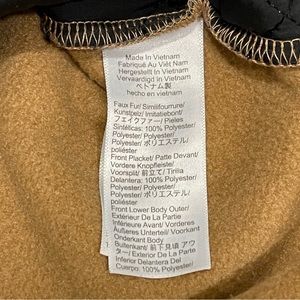 Made In Vietnam
Fabriqué Au Viêt Nam
Hergestellt In Vietnam
Vervaardigd in Vietnam
ベトナム製
hecho en vietnam
Faux Fur/ Similifourrure/
Kunstpelz/ Imitatiebont/
フェイクファー/ Pieles
Sintéticas: 100% Polyester/
Polyester/ Polyester/
Polyester/ ポリエステル/
poliéster
Front Placket/ Patte Devant/
Vordere Knopfleiste/
Voorsplit/ 前立て/ Tirilla
Delantera: 100% Polyester/
Polyester/ Polyester/
Polyester/ ポリエステル/
poliéster
Front Lower Body Outer/
Extérieur De La Partie
Inférieure Avant/ Vorderes
Äußeres Unterteil/ Voorkant
Onderkant Body
Buitenkant/ 前下見頃 アウ
ター/ Exterior De La Parte
Inferior Delantera Del
Cuerpo: 100% Polyester/